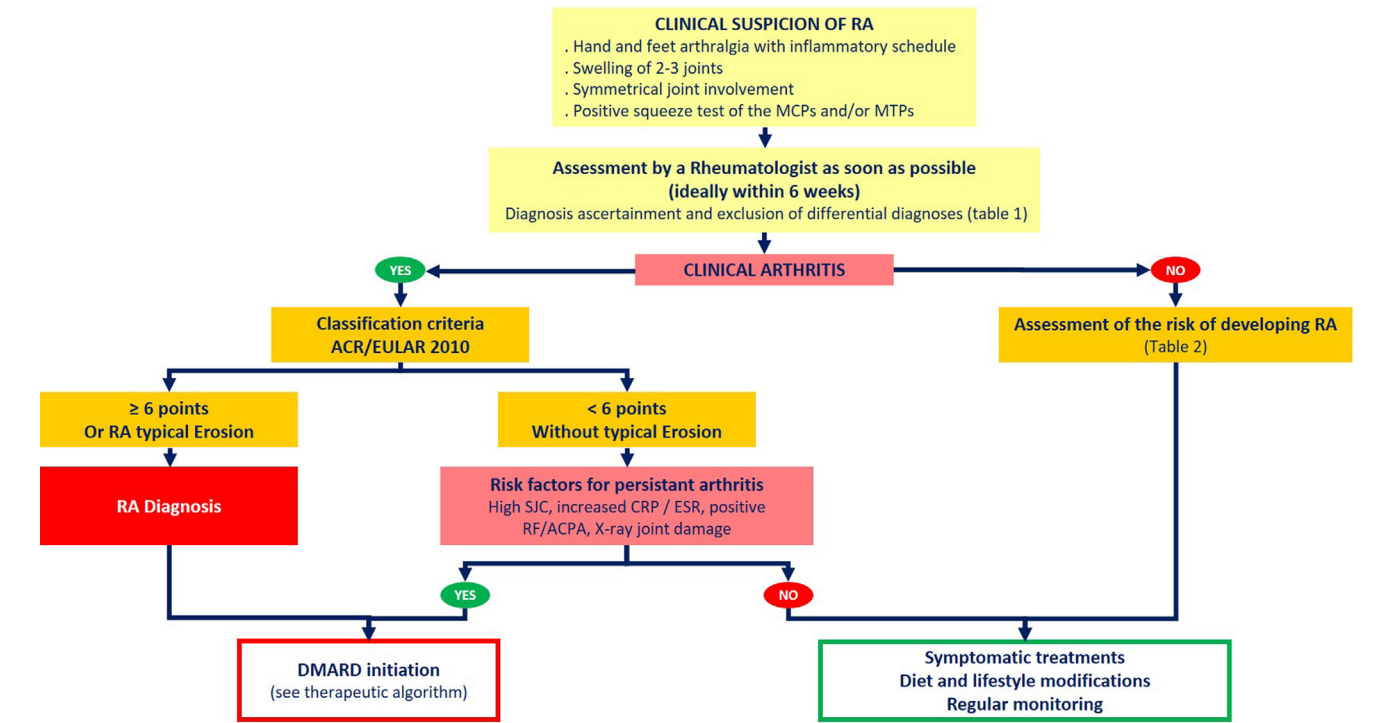 CLINICAL SUSPICION OF RA
. Hand and feet arthralgia with inflammatory schedule
. Swelling of 2-3 joints
. Symmetrical joint involvement
. Positive squeeze test of the MCPs and/or MTPs
Assessment by a Rheumatologist as soon as possible
(ideally within 6 weeks)
Diagnosis ascertainment and exclusion of differential diagnoses (table 1)
YES
CLINICAL ARTHRITIS
NO
Classification criteria
ACR/EULAR 2010
Assessment of the risk of developing RA
(Table 2)
≥ 6 points
Or RA typical Erosion
< 6 points
Without typical Erosion
RA Diagnosis
Risk factors for persistant arthritis
High SJC, increased CRP / ESR, positive
RF/ACPA, X-ray joint damage
YES
NO
DMARD initiation
(see therapeutic algorithm)
Symptomatic treatments
Diet and lifestyle modifications
Regular monitoring